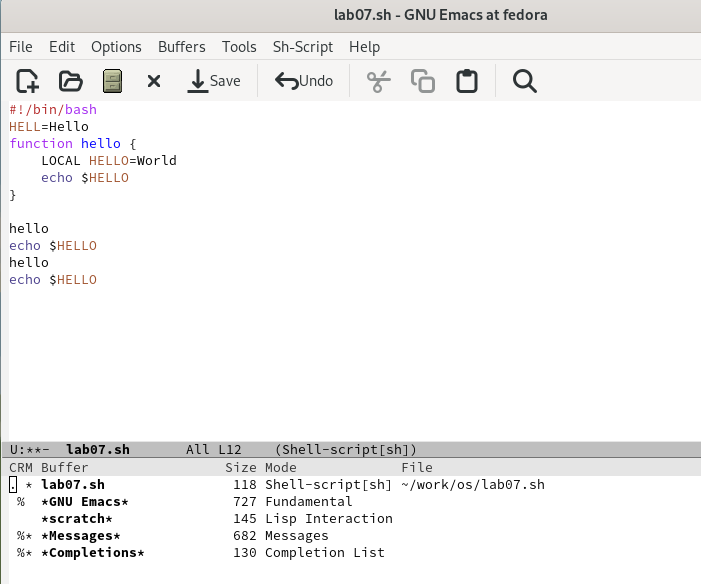 lab07.sh - GNU Emacs at fedora
File Edit Options Buffers Tools Sh-Script Help
Save Undo
#!/bin/bash
HELL=Hello
function hello {
    LOCAL HELLO=World
    echo $HELLO
}
hello
echo $HELLO
hello
echo $HELLO
U:**-  lab07.sh       All L12    (Shell-script[sh])
CRM Buffer                 Size Mode             File
. * lab07.sh                118 Shell-script[sh] ~/work/os/lab07.sh
 %  *GNU Emacs*             727 Fundamental
    *scratch*               145 Lisp Interaction
 %* *Messages*              682 Messages
 %* *Completions*           130 Completion List